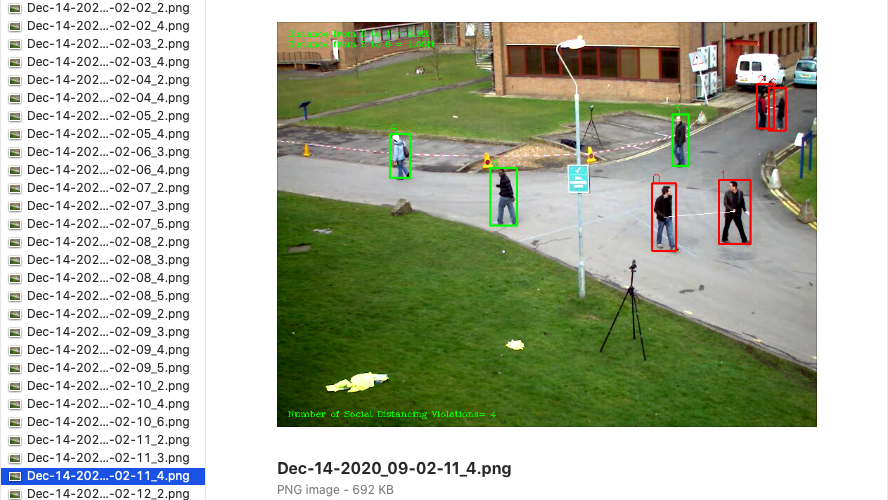 Dec-14-202...-02-02_2.png
Dec-14-202...-02-02_4.png
Dec-14-202...-02-03_2.png
Dec-14-202...-02-03_4.png
Dec-14-202...-02-04_2.png
Dec-14-202...-02-04_4.png
Dec-14-202...-02-05_2.png
Dec-14-202...-02-05_4.png
Dec-14-202...-02-06_3.png
Dec-14-202...-02-06_4.png
Dec-14-202...-02-07_2.png
Dec-14-202...-02-07_3.png
Dec-14-202...-02-07_5.png
Dec-14-202...-02-08_2.png
Dec-14-202...-02-08_3.png
Dec-14-202...-02-08_4.png
Dec-14-202...-02-08_5.png
Dec-14-202...-02-09_2.png
Dec-14-202...-02-09_3.png
Dec-14-202...-02-09_4.png
Dec-14-202...-02-09_5.png
Dec-14-202...-02-10_2.png
Dec-14-202...-02-10_4.png
Dec-14-202...-02-10_6.png
Dec-14-202...-02-11_2.png
Dec-14-202...-02-11_3.png
Dec-14-202...-02-11_4.png
Dec-14-202...-02-12_2.png
Distance from
Distance from
Number of Social Distancing Violations= 4
Dec-14-2020_09-02-11_4.png
PNG image - 692 KB